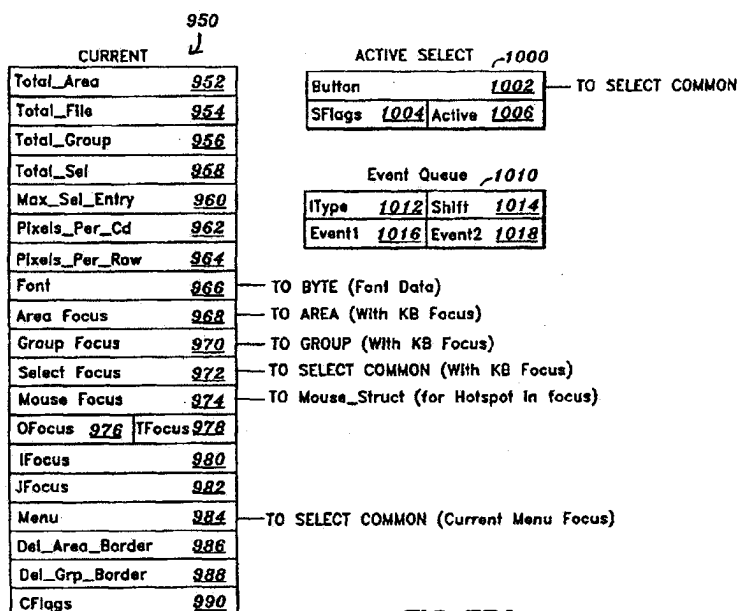 950
CURRENT
Total_Area 952
Total_File 954
Total_Group 956
Total_Sel 958
Max_Sel_Entry 960
Pixels_Per_Cd 962
Pixels_Per_Row 964
Font 966 TO BYTE (Font Data)
Area Focus 968 TO AREA (With KB Focus)
Group Focus 970 TO GROUP (With KB Focus)
Select Focus 972 TO SELECT COMMON (With KB Focus)
Mouse Focus 974 TO Mouse_Struct (for Hotspot in focus)
OFocus 976 TFocus 978
IFocus 980
JFocus 982
Menu 984 TO SELECT COMMON (Current Menu Focus)
Del_Area_Border 986
Del_Grp_Border 988
CFlags 990
ACTIVE SELECT 1000
Button 1002 TO SELECT COMMON
SFlags 1004 Active 1006
Event Queue 1010
IType 1012 Shift 1014
Event1 1016 Event2 1018